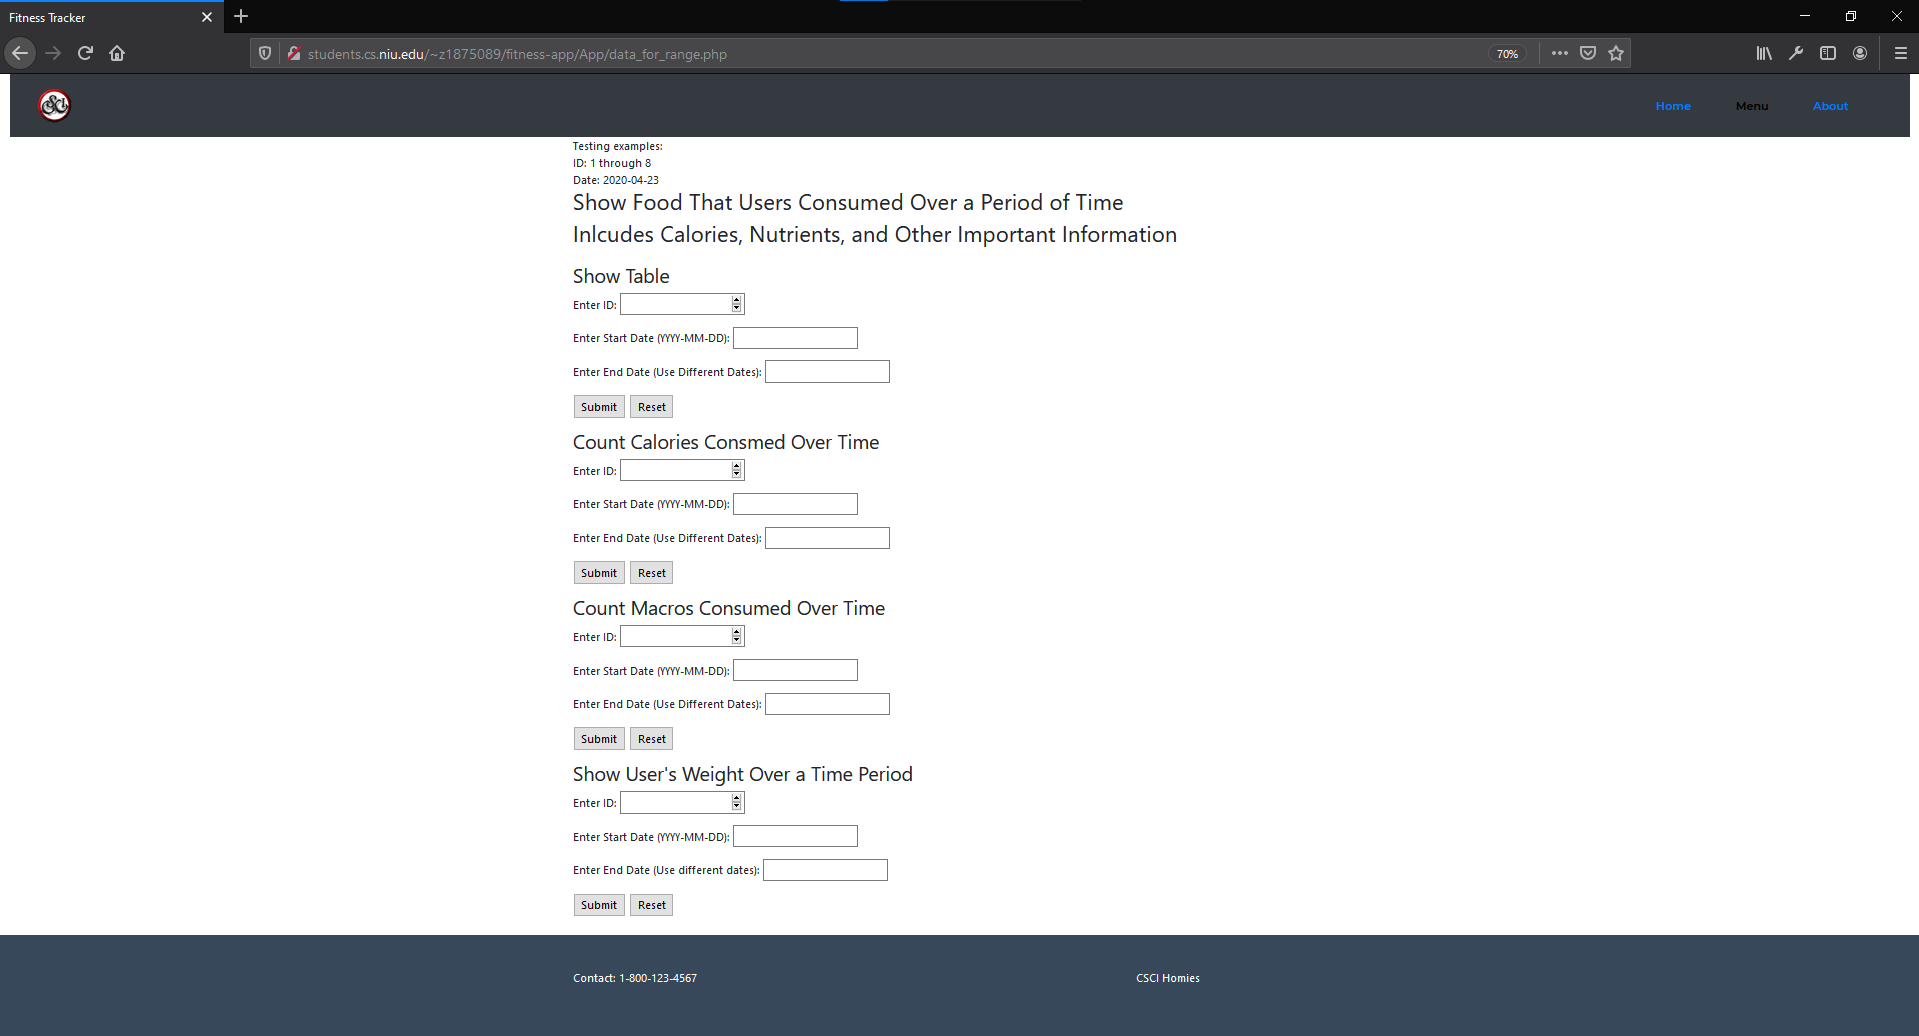 Fitness Tracker
students.cs.niu.edu/~z1875089/fitness-app/App/data_for_range.php 70%
CSCI Home Menu About
Testing examples:
ID: 1 through 8
Date: 2020-04-23
Show Food That Users Consumed Over a Period of Time
Inlcudes Calories, Nutrients, and Other Important Information
Show Table
Enter ID:
Enter Start Date (YYYY-MM-DD):
Enter End Date (Use Different Dates):
Submit Reset
Count Calories Consmed Over Time
Enter ID:
Enter Start Date (YYYY-MM-DD):
Enter End Date (Use Different Dates):
Submit Reset
Count Macros Consumed Over Time
Enter ID:
Enter Start Date (YYYY-MM-DD):
Enter End Date (Use Different Dates):
Submit Reset
Show User's Weight Over a Time Period
Enter ID:
Enter Start Date (YYYY-MM-DD):
Enter End Date (Use different dates):
Submit Reset
Contact: 1-800-123-4567 CSCI Homies